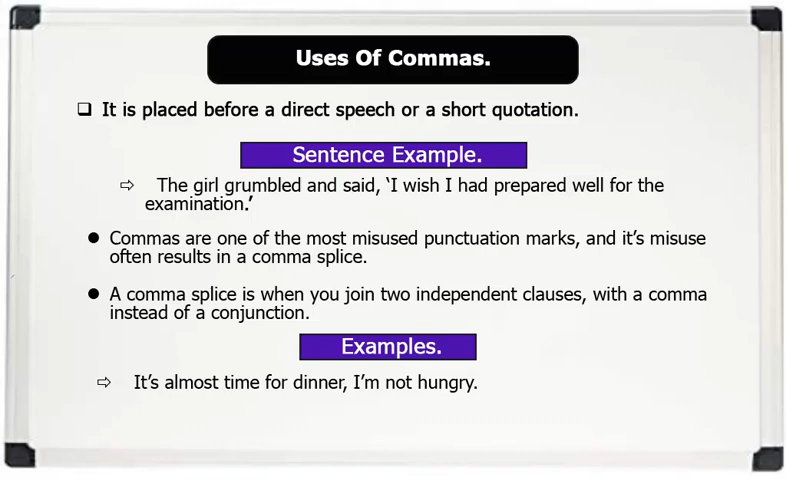 Uses Of Commas.
❑ It is placed before a direct speech or a short quotation.
Sentence Example.
⇨ The girl grumbled and said, ‘I wish I had prepared well for the
examination.’
● Commas are one of the most misused punctuation marks, and it’s misuse
often results in a comma splice.
● A comma splice is when you join two independent clauses, with a comma
instead of a conjunction.
Examples.
⇨ It’s almost time for dinner, I’m not hungry.